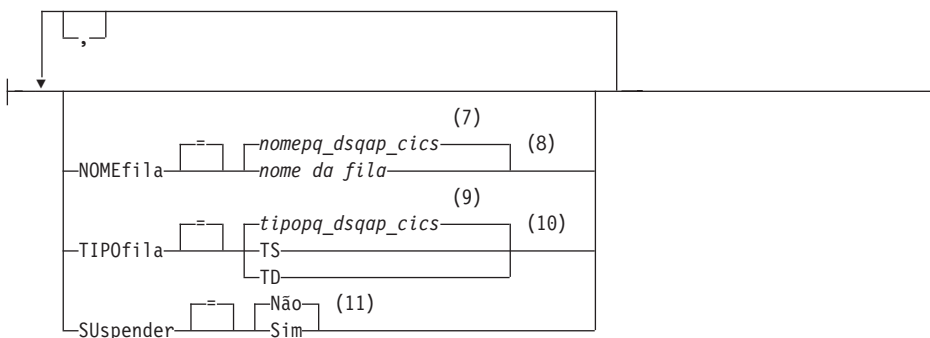 ,
(7)
= nomepq_dsqap_cics (8)
NOMEfila nome da fila
(9)
= tipopq_dsqap_cics (10)
TIPOfila TS
TD
= Não (11)
SUspender Sim